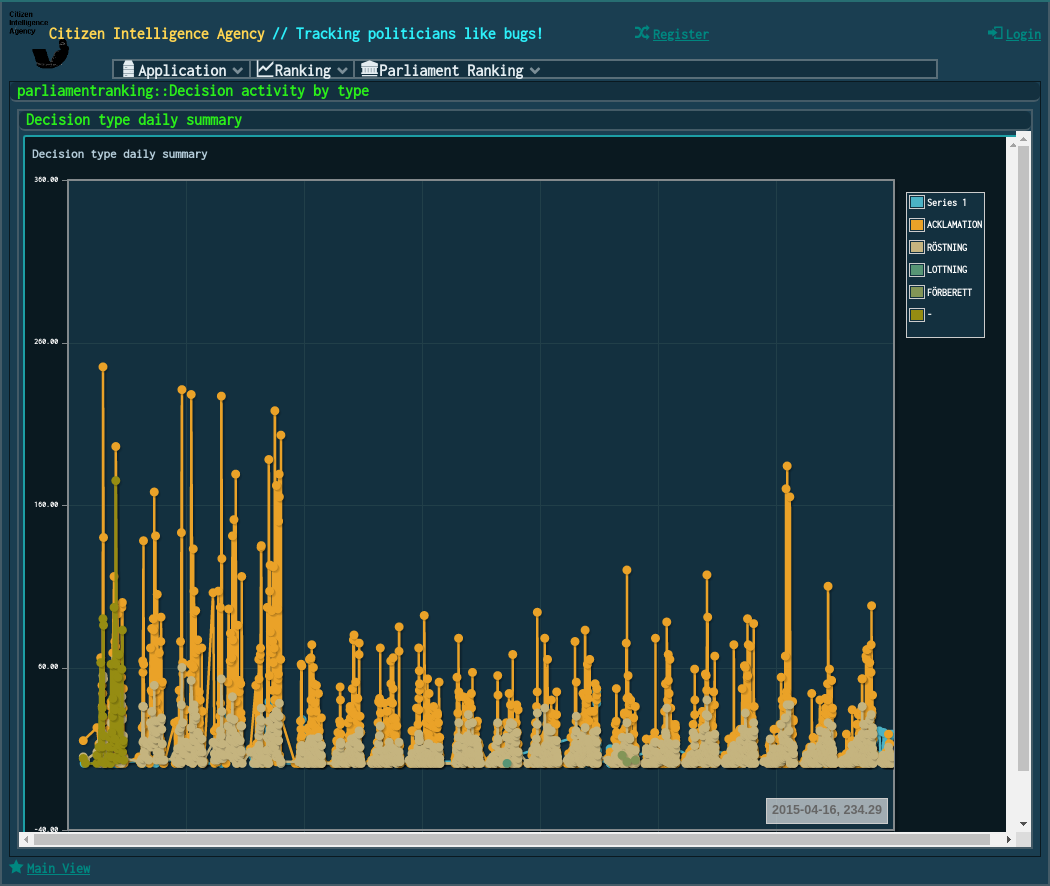 Citizen
Intelligence
Agency
Citizen Intelligence Agency // Tracking politicians like bugs!
Register
Login
Application
Ranking
Parliament Ranking
parliamentranking::Decision activity by type
Decision type daily summary
Decision type daily summary
360.00
260.00
160.00
60.00
-40.00
Series 1
ACKLAMATION
RÖSTNING
LOTTNING
FÖRBERETT
-
2015-04-16, 234.29
Main View